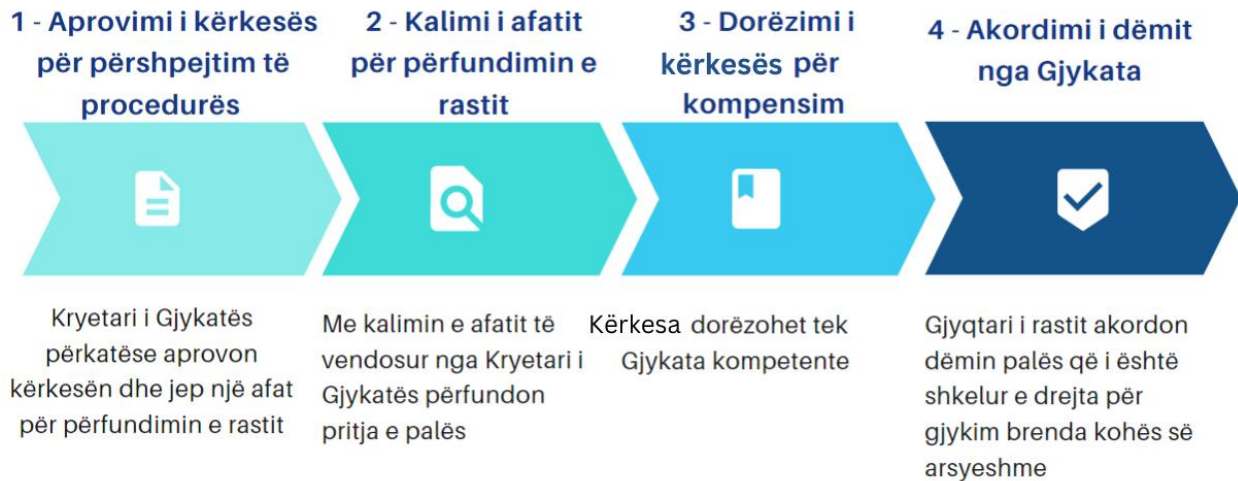 1 - Aprovimi i kërkesës
për përshpejtim të
procedurës
2 - Kalimi i afatit
për përfundimin e
rastit
3 - Dorëzimi i
kërkesës për
kompensim
4 - Akordimi i dëmit
nga Gjykata
Kryetari i Gjykatës
përkatëse aprovon
kërkesën dhe jep një afat
për përfundimin e rastit
Me kalimin e afatit të
vendosur nga Kryetari i
Gjykatës përfundon
pritja e palës
Kërkesa dorëzohet tek
Gjykata kompetente
Gjyqtari i rastit akordon
dëmin palës që i është
shkelur e drejta për
gjykim brenda kohës së
arsyeshme